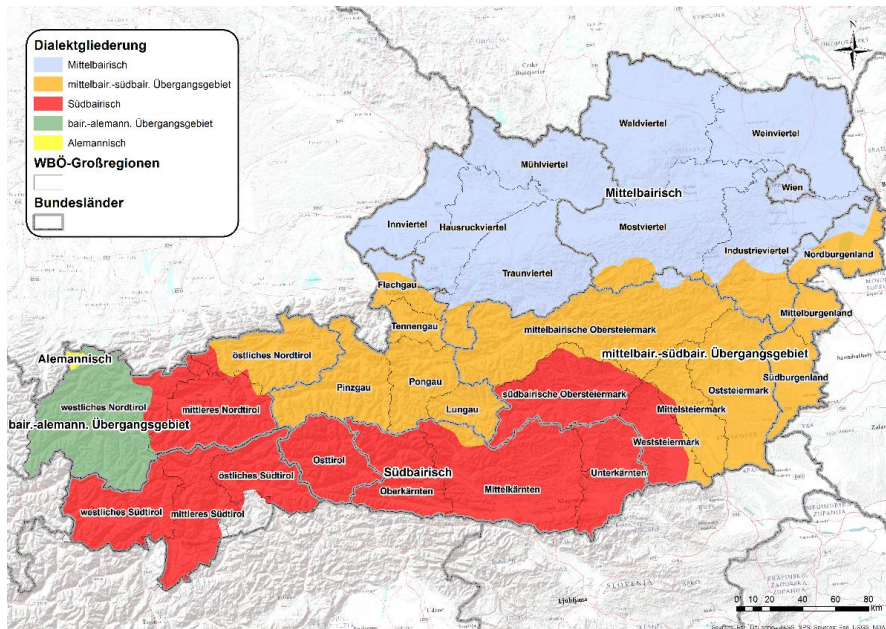 Dialektgliederung
Mittelbairisch
mittelbair.-südbair. Übergangsgebiet
Südbairisch
bair.-alemann. Übergangsgebiet
Alemannisch
WBÖ-Großregionen
Bundesländer
N
Waldviertel
Weinviertel
Mühlviertel
Wien
Mittelbairisch
Innviertel
Hausruckviertel
Mostviertel
Industrieviertel
Nordburgenland
Traunviertel
Flachgau
Mittelburgenland
Tennengau
mittelbairische Obersteiermark
östliches Nordtirol
mittelbair.-südbair. Übergangsgebiet
Alemannisch
Pinzgau
Pongau
Südburgenland
südbairische Obersteiermark
Oststeiermark
westliches Nordtirol
mittleres Nordtirol
Lungau
Mittelsteiermark
bair.-alemann. Übergangsgebiet
Weststeiermark
Osttirol
Südbairisch
östliches Südtirol
Unterkärnten
Oberkärnten
Mittelkärnten
westliches Südtirol
mittleres Südtirol
SLOVENIA
Ljubljana
0 10 20 40 60 80
Km